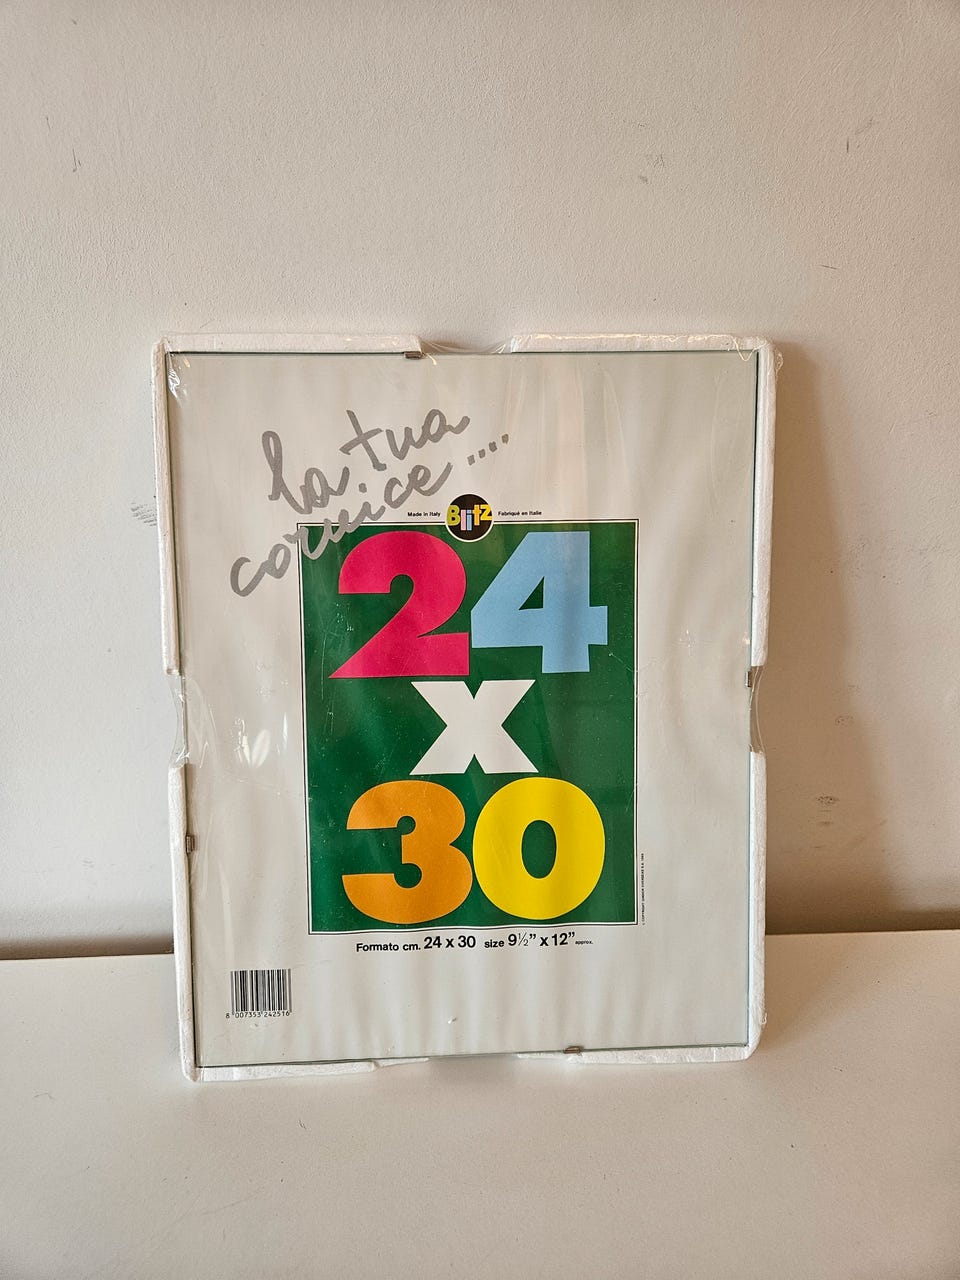 la tua
cornice ....
Made in Italy Blitz Fabriqué en Italie
24
x
30
Formato cm. 24 x 30 size 9½” x 12” approx.
8 007353 242516